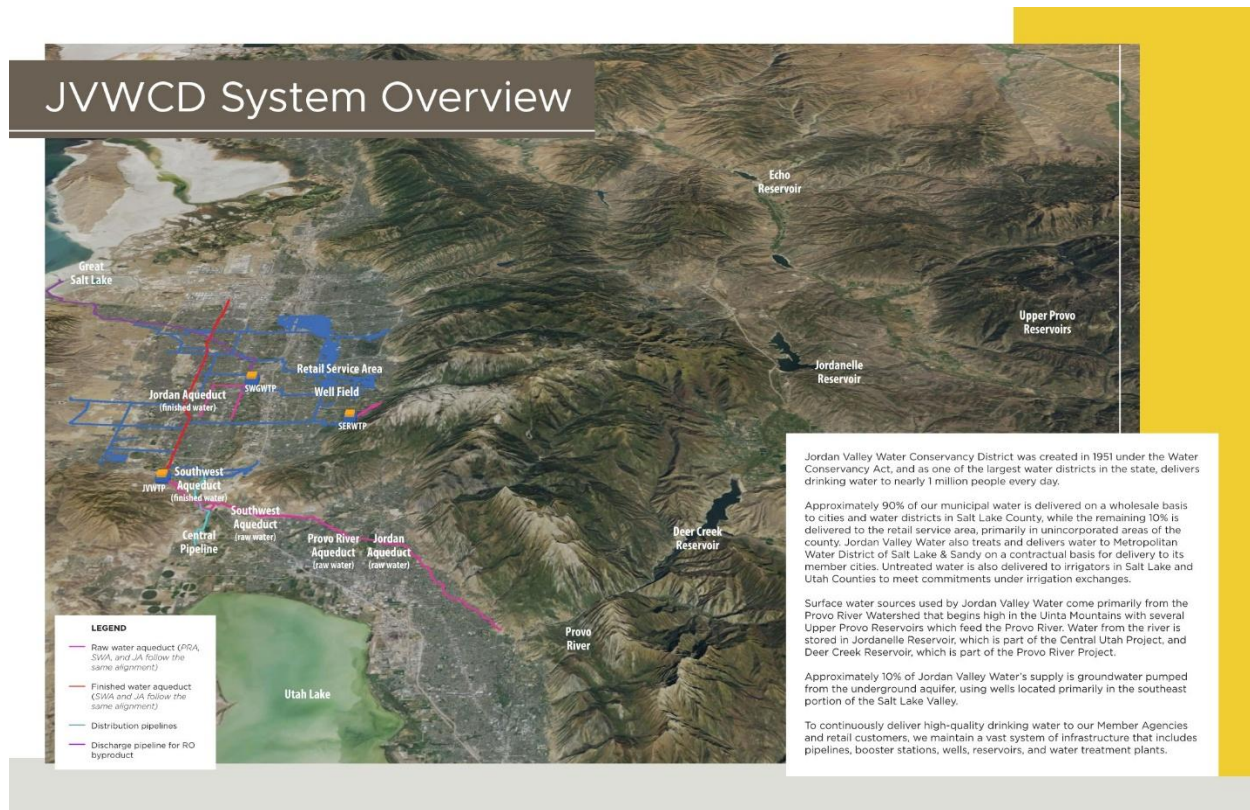 JVWCD System Overview
Echo
Reservoir
Great
Salt Lake
Upper Provo
Reservoirs
Retail Service Area
Jordanelle
Reservoir
SWGWTP
Well Field
Jordan Aqueduct
(finished water)
SERWTP
JVWTP
Southwest
Aqueduct
(finished water)
Southwest
Aqueduct
(raw water)
Central
Pipeline
Provo River
Aqueduct
(raw water)
Jordan
Aqueduct
(raw water)
Deer Creek
Reservoir
Provo
River
Utah Lake
LEGEND
Raw water aqueduct (PRA,
SWA, and JA follow the
same alignment)
Finished water aqueduct
(SWA and JA follow the
same alignment)
Distribution pipelines
Discharge pipeline for RO
byproduct
Jordan Valley Water Conservancy District was created in 1951 under the Water
Conservancy Act, and as one of the largest water districts in the state, delivers
drinking water to nearly 1 million people every day.
Approximately 90% of our municipal water is delivered on a wholesale basis
to cities and water districts in Salt Lake County, while the remaining 10% is
delivered to the retail service area, primarily in unincorporated areas of the
county. Jordan Valley Water also treats and delivers water to Metropolitan
Water District of Salt Lake & Sandy on a contractual basis for delivery to its
member cities. Untreated water is also delivered to irrigators in Salt Lake and
Utah Counties to meet commitments under irrigation exchanges.
Surface water sources used by Jordan Valley Water come primarily from the
Provo River Watershed that begins high in the Uinta Mountains with several
Upper Provo Reservoirs which feed the Provo River. Water from the river is
stored in Jordanelle Reservoir, which is part of the Central Utah Project, and
Deer Creek Reservoir, which is part of the Provo River Project.
Approximately 10% of Jordan Valley Water's supply is groundwater pumped
from the underground aquifer, using wells located primarily in the southeast
portion of the Salt Lake Valley.
To continuously deliver high-quality drinking water to our Member Agencies
and retail customers, we maintain a vast system of infrastructure that includes
pipelines, booster stations, wells, reservoirs, and water treatment plants.